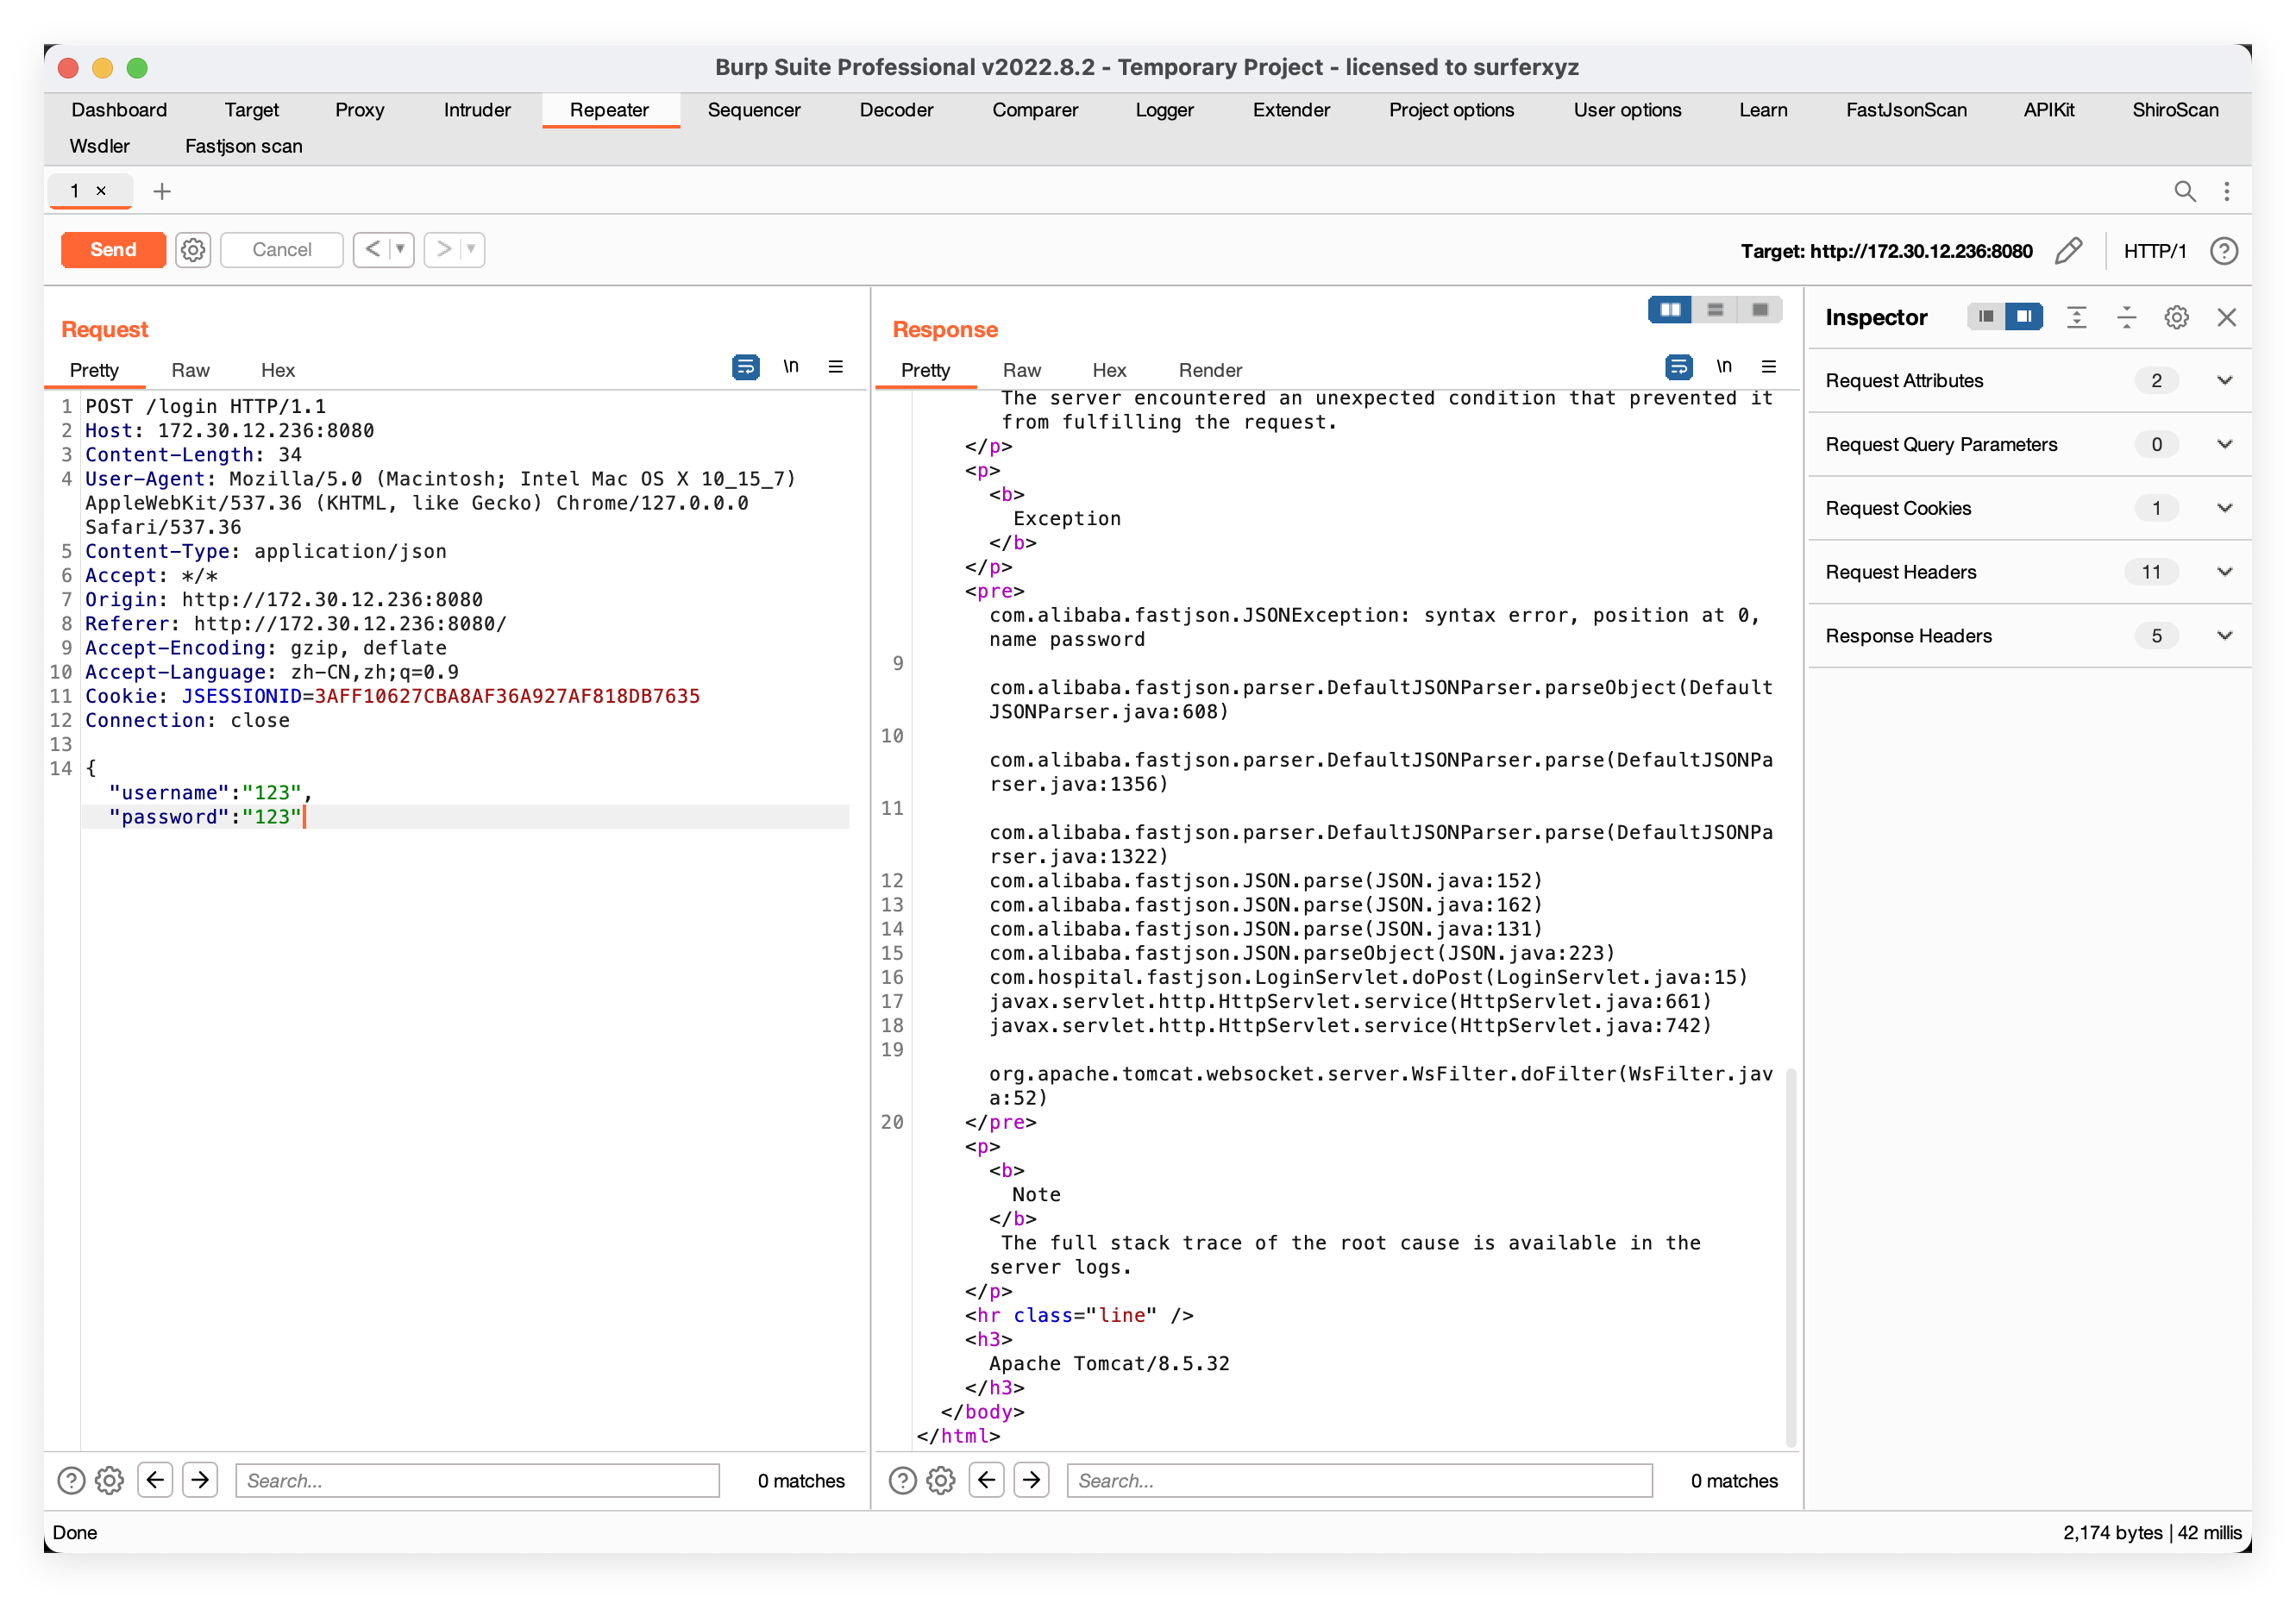 Burp Suite Professional v2022.8.2 - Temporary Project - licensed to surferxyz
Dashboard Target Proxy Intruder Repeater Sequencer Decoder Comparer Logger Extender Project options User options Learn FastJsonScan APIKit ShiroScan
Wsdler Fastjson scan
1 × +
Send Cancel < > Target: http://172.30.12.236:8080 HTTP/1 ?
Request
Pretty Raw Hex \n
1 POST /login HTTP/1.1
2 Host: 172.30.12.236:8080
3 Content-Length: 34
4 User-Agent: Mozilla/5.0 (Macintosh; Intel Mac OS X 10_15_7)
AppleWebKit/537.36 (KHTML, like Gecko) Chrome/127.0.0.0
Safari/537.36
5 Content-Type: application/json
6 Accept: */*
7 Origin: http://172.30.12.236:8080
8 Referer: http://172.30.12.236:8080/
9 Accept-Encoding: gzip, deflate
10 Accept-Language: zh-CN,zh;q=0.9
11 Cookie: JSESSIONID=3AFF10627CBA8AF36A927AF818DB7635
12 Connection: close
13
14 {
"username":"123",
"password":"123"
? Search... 0 matches
Response
Pretty Raw Hex Render \n
The server encountered an unexpected condition that prevented it
from fulfilling the request.
</p>
<p>
<b>
Exception
</b>
</p>
<pre>
com.alibaba.fastjson.JSONException: syntax error, position at 0,
name password
9
com.alibaba.fastjson.parser.DefaultJSONParser.parseObject(Default
JSONParser.java:608)
10
com.alibaba.fastjson.parser.DefaultJSONParser.parse(DefaultJSONPa
rser.java:1356)
11
com.alibaba.fastjson.parser.DefaultJSONParser.parse(DefaultJSONPa
rser.java:1322)
12 com.alibaba.fastjson.JSON.parse(JSON.java:152)
13 com.alibaba.fastjson.JSON.parse(JSON.java:162)
14 com.alibaba.fastjson.JSON.parse(JSON.java:131)
15 com.alibaba.fastjson.JSON.parseObject(JSON.java:223)
16 com.hospital.fastjson.LoginServlet.doPost(LoginServlet.java:15)
17 javax.servlet.http.HttpServlet.service(HttpServlet.java:661)
18 javax.servlet.http.HttpServlet.service(HttpServlet.java:742)
19
org.apache.tomcat.websocket.server.WsFilter.doFilter(WsFilter.jav
a:52)
20 </pre>
<p>
<b>
Note
</b>
The full stack trace of the root cause is available in the
server logs.
</p>
<hr class="line" />
<h3>
Apache Tomcat/8.5.32
</h3>
</body>
</html>
? Search... 0 matches
Inspector
Request Attributes 2
Request Query Parameters 0
Request Cookies 1
Request Headers 11
Response Headers 5
Done 2,174 bytes | 42 millis